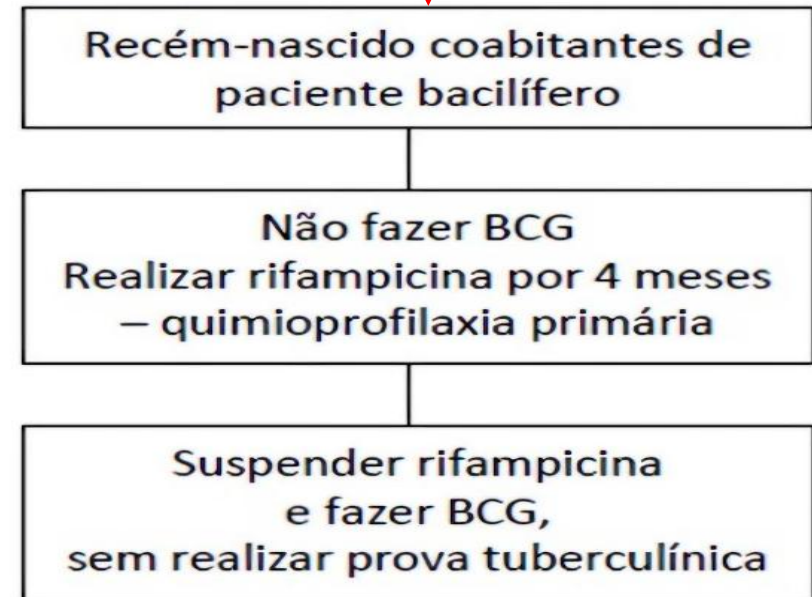 Recém-nascido coabitantes de
paciente bacilífero
Não fazer BCG
Realizar rifampicina por 4 meses
– quimioprofilaxia primária
Suspender rifampicina
e fazer BCG,
sem realizar prova tuberculínica